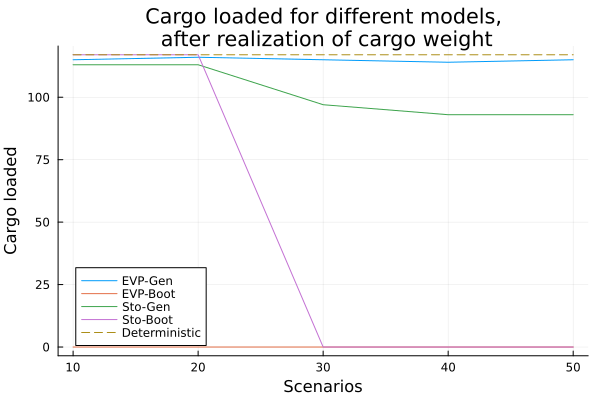 Cargo loaded for different models,
after realization of cargo weight
Cargo loaded
100
75
50
25
0
EVP-Gen
EVP-Boot
Sto-Gen
Sto-Boot
Deterministic
10 20 30 40 50
Scenarios